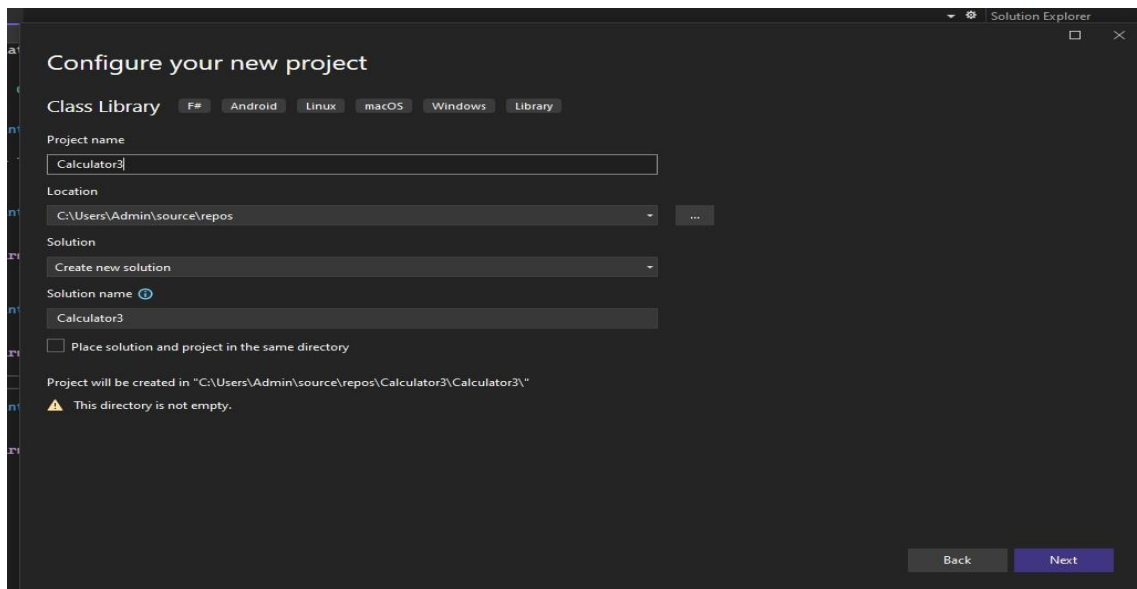 Solution Explorer
Configure your new project
Class Library F# Android Linux macOS Windows Library
Project name
Calculator3
Location
C:\Users\Admin\source\repos
...
Solution
Create new solution
Solution name
Calculator3
Place solution and project in the same directory
Project will be created in "C:\Users\Admin\source\repos\Calculator3\Calculator3\"
This directory is not empty.
Back Next